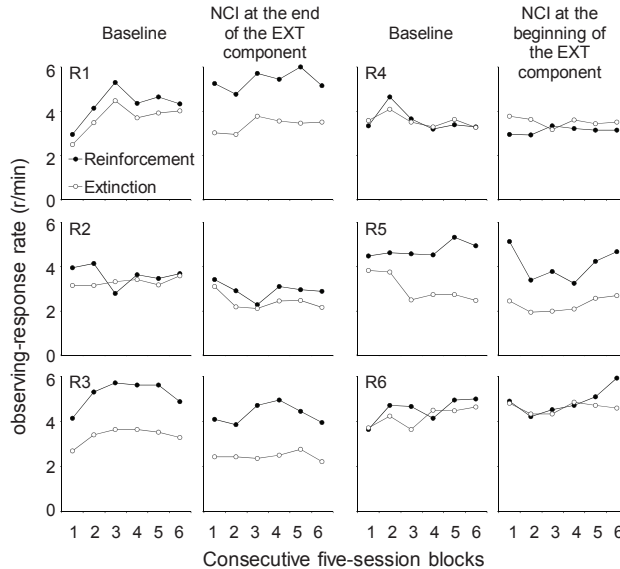 Baseline
NCI at the end
of the EXT
component
Baseline
NCI at the
beginning of
the EXT
component
observing-response rate (r/min)
R1
6
4
2
0
Reinforcement
Extinction
R4
R2
6
4
2
0
R5
R3
6
4
2
0
R6
1 2 3 4 5 6
1 2 3 4 5 6
1 2 3 4 5 6
1 2 3 4 5 6
Consecutive five-session blocks